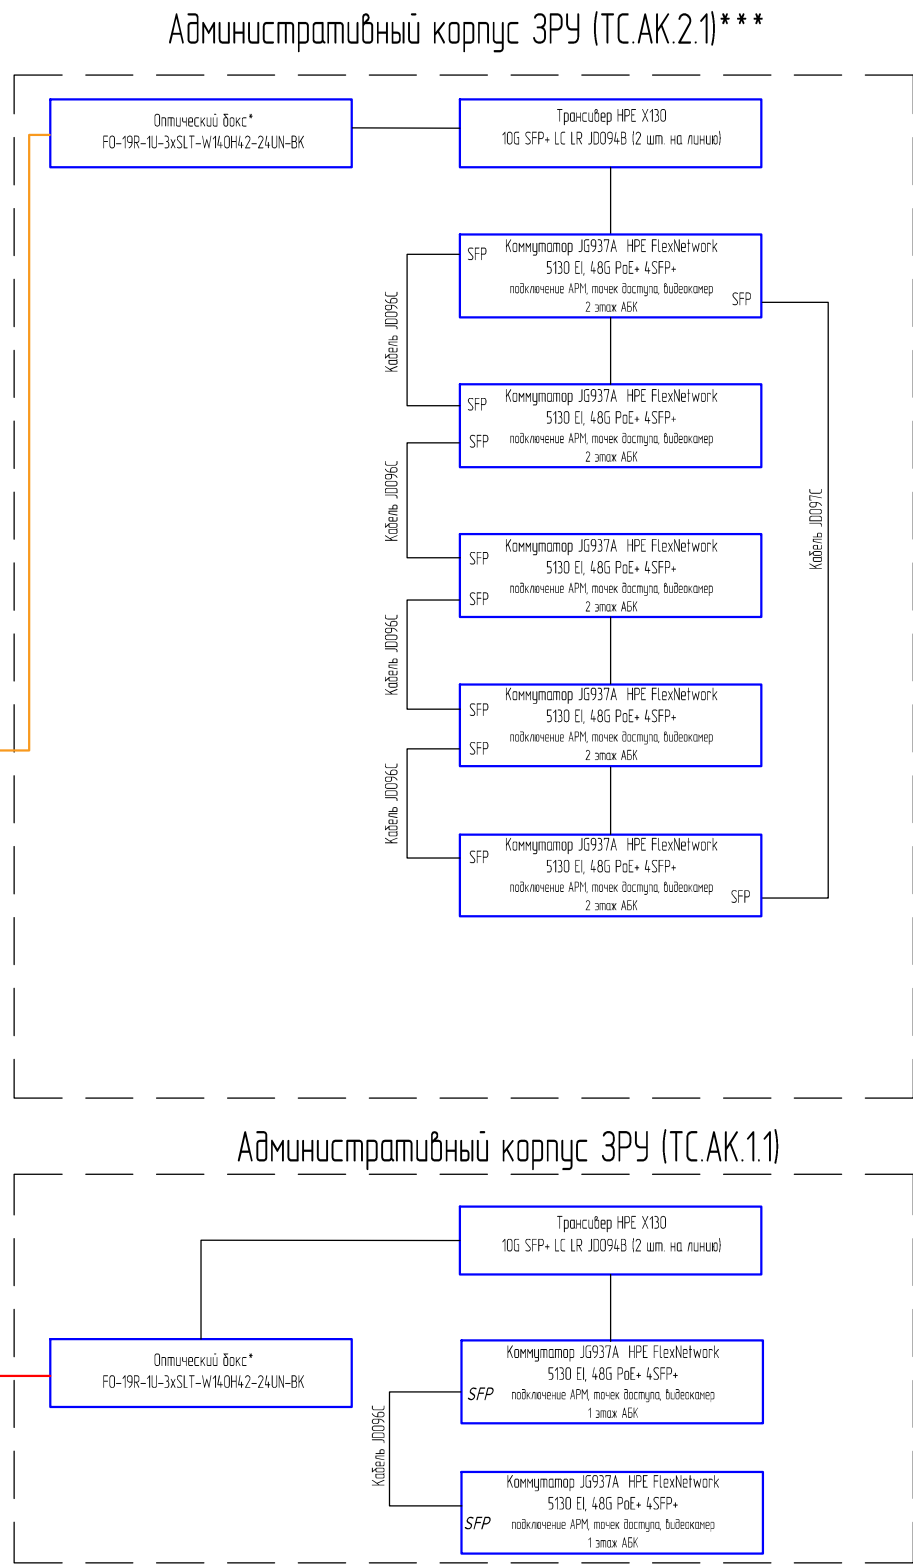 Административный корпус ЗРУ (ТС.АК.2.1)***
Оптический бокс*
FO-19R-1U-3xSLT-W140H42-24UN-BK
Трансивер HPE X130
10G SFP+ LC LR JD094B (2 шт. на линию)
Коммутатор JG937A HPE FlexNetwork
5130 EI, 48G PoE+ 4SFP+
подключение АРМ, точек доступа, видеокамер
2 этаж АБК
SFP
SFP
Кабель JD096C
Коммутатор JG937A HPE FlexNetwork
5130 EI, 48G PoE+ 4SFP+
подключение АРМ, точек доступа, видеокамер
2 этаж АБК
SFP
SFP
Кабель JD096C
Кабель JD097C
Коммутатор JG937A HPE FlexNetwork
5130 EI, 48G PoE+ 4SFP+
подключение АРМ, точек доступа, видеокамер
2 этаж АБК
SFP
SFP
Кабель JD096C
Коммутатор JG937A HPE FlexNetwork
5130 EI, 48G PoE+ 4SFP+
подключение АРМ, точек доступа, видеокамер
2 этаж АБК
SFP
SFP
Кабель JD096C
Коммутатор JG937A HPE FlexNetwork
5130 EI, 48G PoE+ 4SFP+
подключение АРМ, точек доступа, видеокамер
2 этаж АБК
SFP
SFP
Административный корпус ЗРУ (ТС.АК.1.1)
Трансивер HPE X130
10G SFP+ LC LR JD094B (2 шт. на линию)
Оптический бокс*
FO-19R-1U-3xSLT-W140H42-24UN-BK
Коммутатор JG937A HPE FlexNetwork
5130 EI, 48G PoE+ 4SFP+
подключение АРМ, точек доступа, видеокамер
1 этаж АБК
SFP
Кабель JD096C
Коммутатор JG937A HPE FlexNetwork
5130 EI, 48G PoE+ 4SFP+
подключение АРМ, точек доступа, видеокамер
1 этаж АБК
SFP